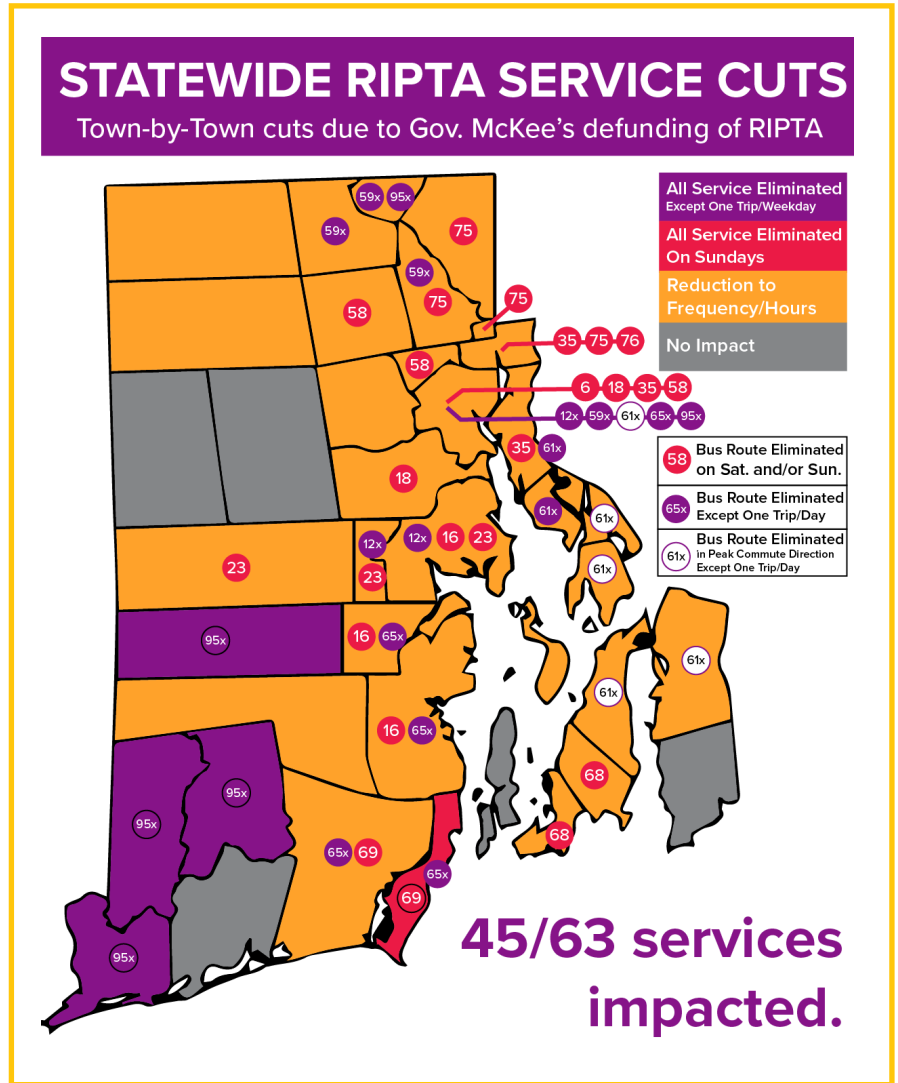 STATEWIDE RIPTA SERVICE CUTS
Town-by-Town cuts due to Gov. McKee's defunding of RIPTA
All Service Eliminated
Except One Trip/Weekday
All Service Eliminated
On Sundays
Reduction to
Frequency/Hours
No Impact
59x 95x
59x
75
59x
75
58
75
35 75 76
58
6 18 35 58
12x 59x 61x 65x 95x
58 Bus Route Eliminated
on Sat. and/or Sun.
65x Bus Route Eliminated
Except One Trip/Day
61x Bus Route Eliminated
in Peak Commute Direction
Except One Trip/Day
35 61x
18
61x
61x
12x
12x 16 23
23
23
61x
95x
16 65x
61x
61x
16 65x
68
95x
95x
68
65x 69
65x
69
95x
45/63 services
impacted.